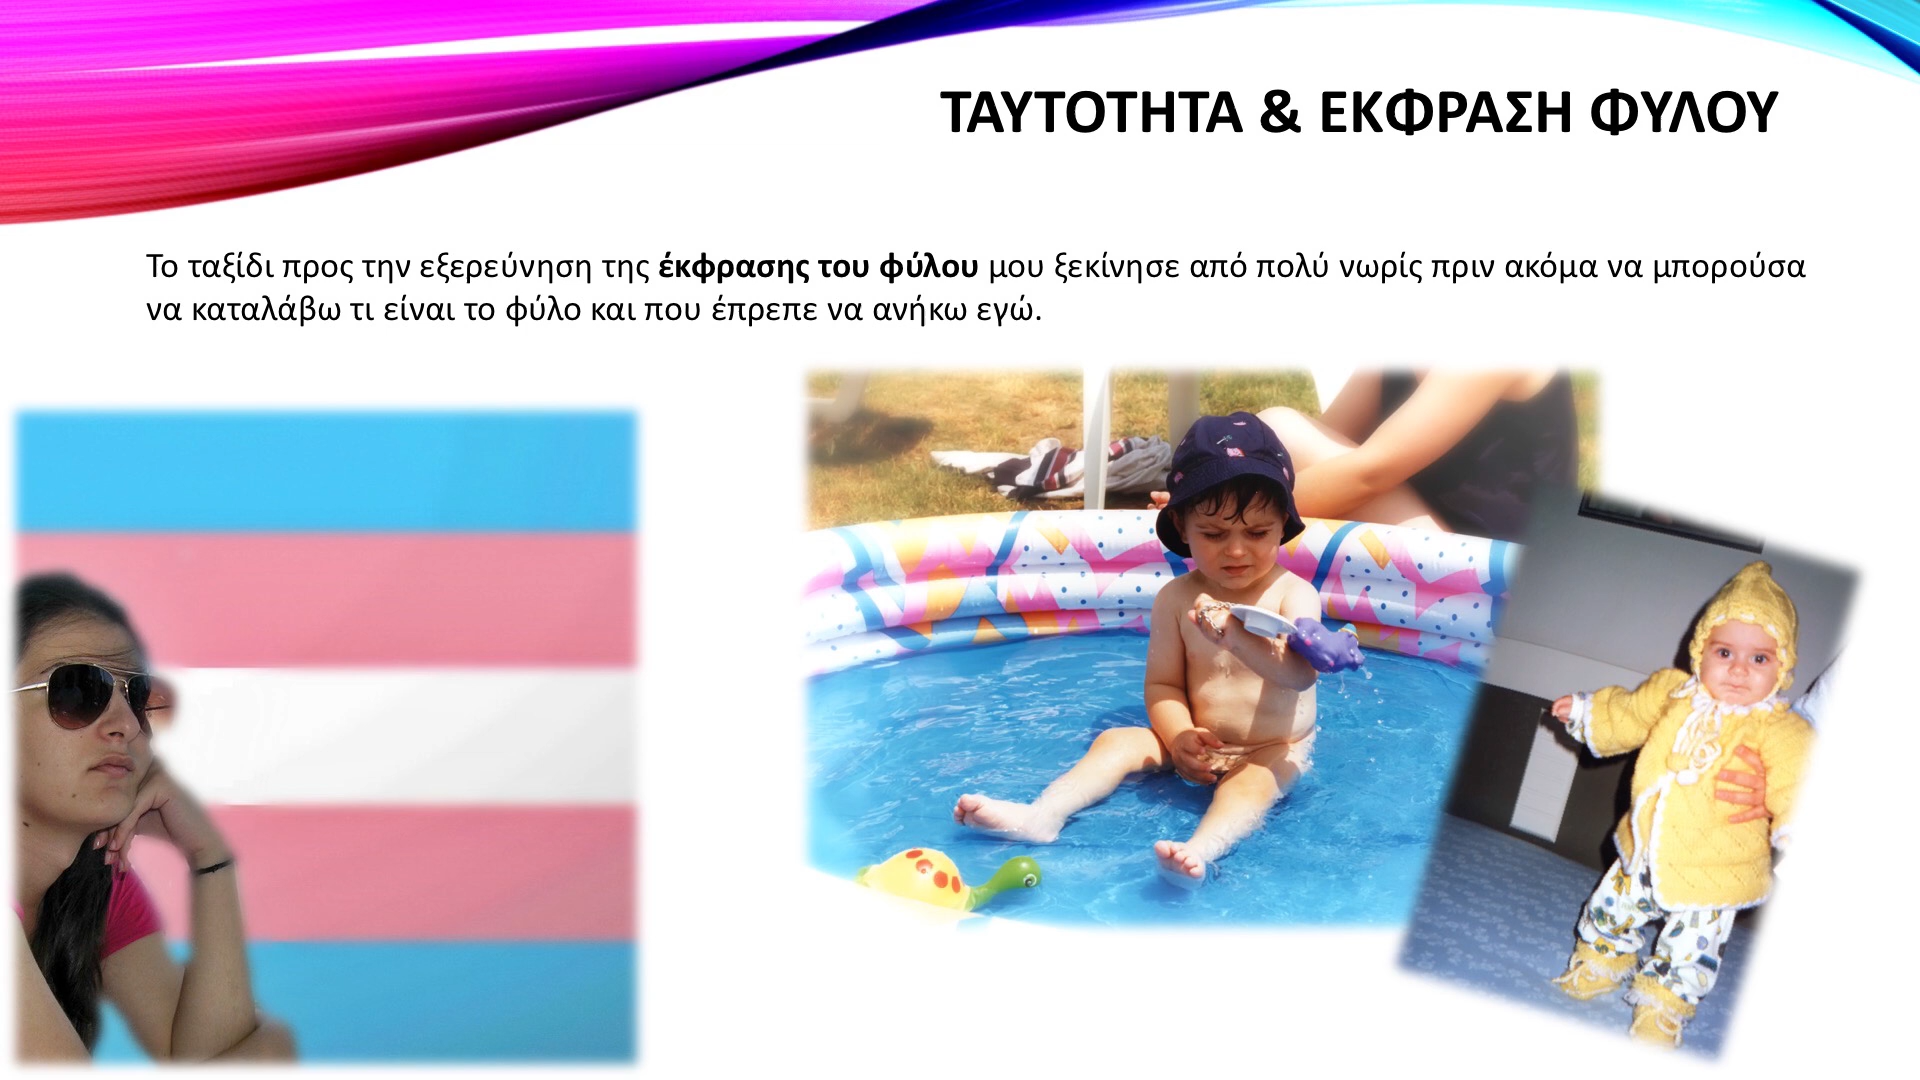 ΤΑΥΤΟΤΗΤΑ & ΕΚΦΡΑΣΗ ΦΥΛΟΥ
Το ταξίδι προς την εξερεύνηση της έκφρασης του φύλου μου ξεκίνησε από πολύ νωρίς πριν ακόμα να μπορούσα
να καταλάβω τι είναι το φύλο και που έπρεπε να ανήκω εγώ.